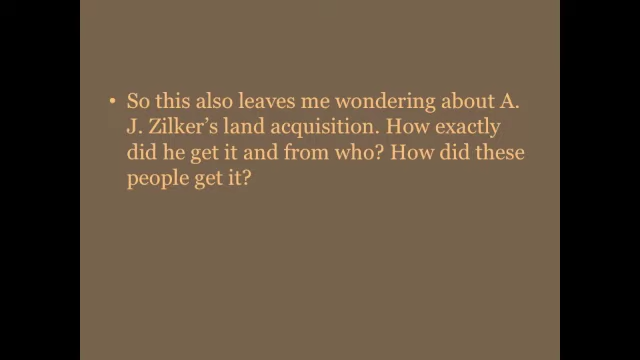 • So this also leaves me wondering about A.
J. Zilker’s land acquisition. How exactly
did he get it and from who? How did these
people get it?